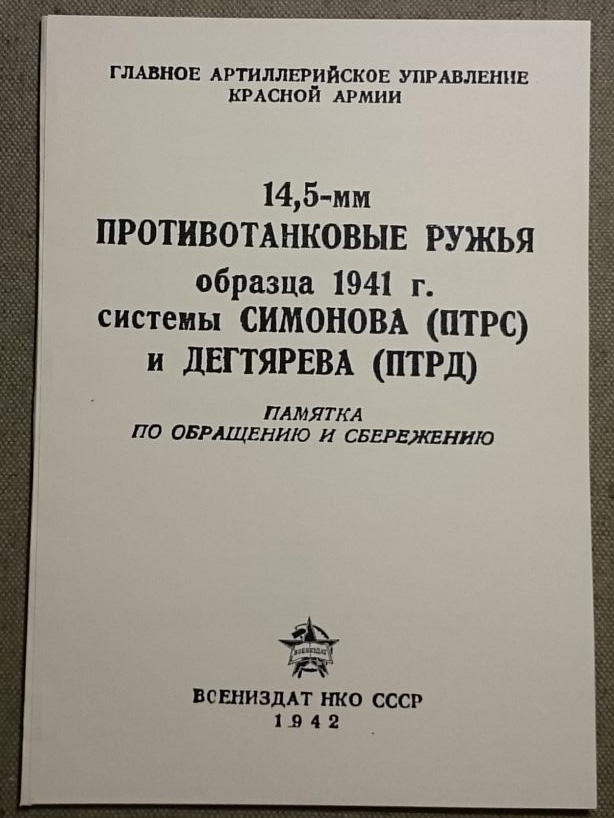 ГЛАВНОЕ АРТИЛЛЕРИЙСКОЕ УПРАВЛЕНИЕ
КРАСНОЙ АРМИИ
14,5-мм
ПРОТИВОТАНКОВЫЕ РУЖЬЯ
образца 1941 г.
системы СИМОНОВА (ПТРС)
и ДЕГТЯРЕВА (ПТРД)
ПАМЯТКА
ПО ОБРАЩЕНИЮ И СБЕРЕЖЕНИЮ
ВОЕНИЗДАТ
ВОЕНИЗДАТ НКО СССР
1942